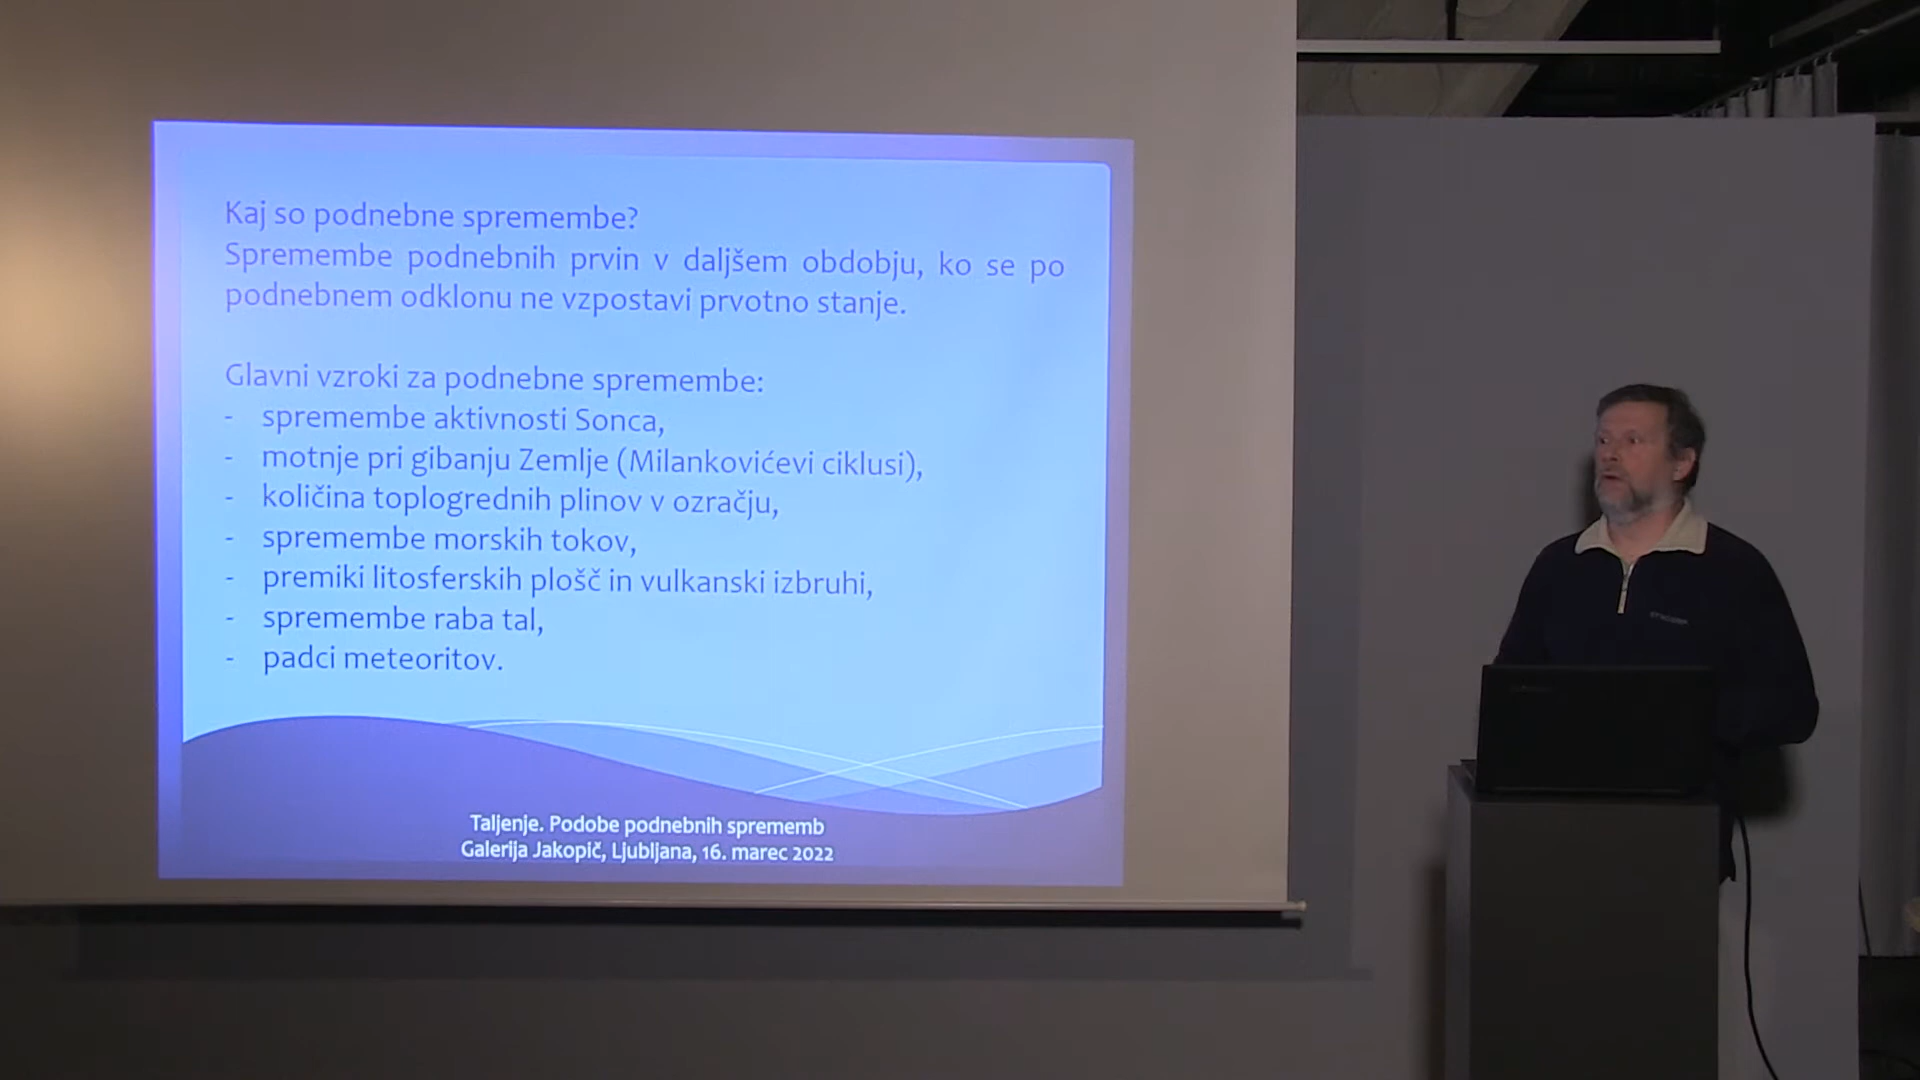 Kaj so podnebne spremembe?
Spremembe podnebnih prvin v daljšem obdobju, ko se po
podnebnem odklonu ne vzpostavi prvotno stanje.
Glavni vzroki za podnebne spremembe:
- spremembe aktivnosti Sonca,
- motnje pri gibanju Zemlje (Milankovićevi ciklusi),
- količina toplogrednih plinov v ozračju,
- spremembe morskih tokov,
- premiki litosferskih plošč in vulkanski izbruhi,
- spremembe raba tal,
- padci meteoritov.
Taljenje. Podobe podnebnih sprememb
Galerija Jakopič, Ljubljana, 16. marec 2022